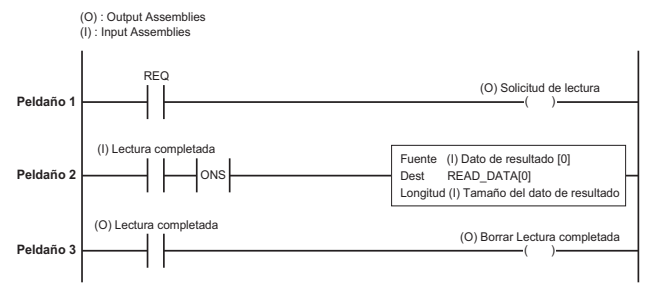 (O) : Output Assemblies
(I) : Input Assemblies
REQ
(O) Solicitud de lectura
Peldaño 1
( )
(I) Lectura completada
Peldaño 2
ONS
Fuente (I) Dato de resultado [0]
Dest READ_DATA[0]
Longitud (I) Tamaño del dato de resultado
(O) Lectura completada
(O) Borrar Lectura completada
Peldaño 3
( )